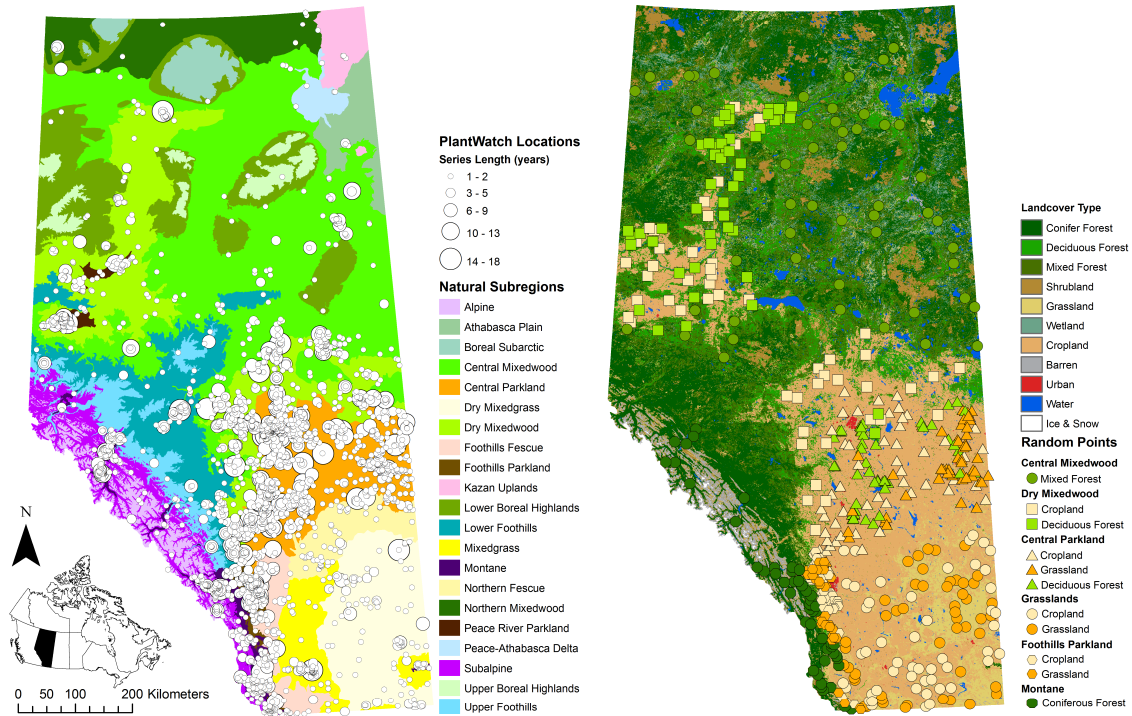 PlantWatch Locations
Series Length (years)
1 - 2
3 - 5
6 - 9
10 - 13
14 - 18
Natural Subregions
Alpine
Athabasca Plain
Boreal Subarctic
Central Mixedwood
Central Parkland
Dry Mixedgrass
Dry Mixedwood
Foothills Fescue
Foothills Parkland
Kazan Uplands
Lower Boreal Highlands
Lower Foothills
Mixedgrass
Montane
Northern Fescue
Northern Mixedwood
Peace River Parkland
Peace-Athabasca Delta
Subalpine
Upper Boreal Highlands
Upper Foothills
N
0 50 100 200 Kilometers
Landcover Type
Conifer Forest
Deciduous Forest
Mixed Forest
Shrubland
Grassland
Wetland
Cropland
Barren
Urban
Water
Ice & Snow
Random Points
Central Mixedwood
Mixed Forest
Dry Mixedwood
Cropland
Deciduous Forest
Central Parkland
Cropland
Grassland
Deciduous Forest
Grasslands
Cropland
Grassland
Foothills Parkland
Cropland
Grassland
Montane
Coniferous Forest